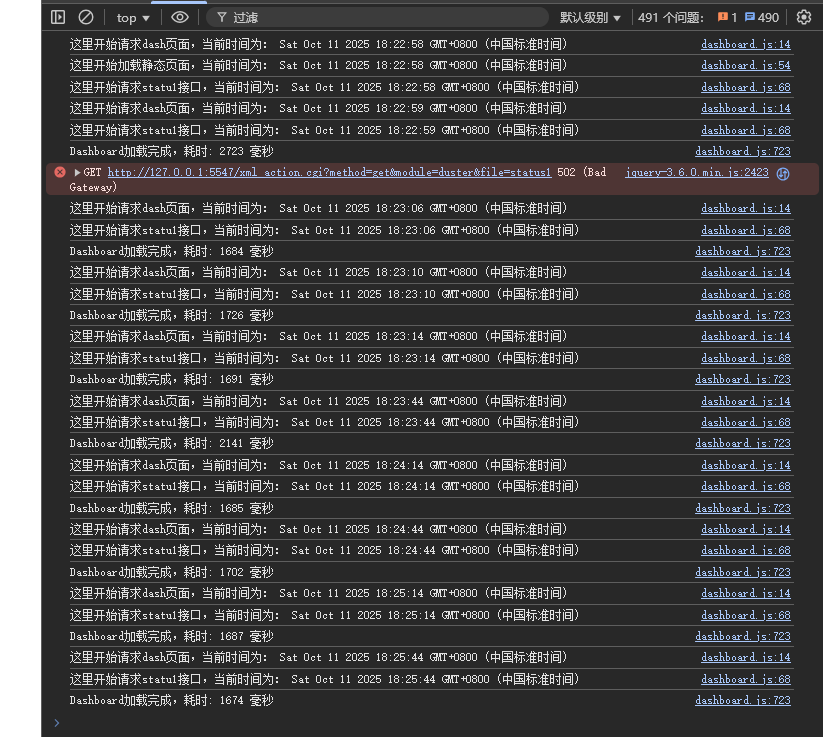 top ▼ 过滤 默认级别 ▼ 491 个问题: 1 490
这里开始请求dash页面，当前时间为： Sat Oct 11 2025 18:22:58 GMT+0800 (中国标准时间) dashboard.js:14
这里开始加载静态页面，当前时间为： Sat Oct 11 2025 18:22:58 GMT+0800 (中国标准时间) dashboard.js:54
这里开始请求statu1接口，当前时间为： Sat Oct 11 2025 18:22:58 GMT+0800 (中国标准时间) dashboard.js:68
这里开始请求dash页面，当前时间为： Sat Oct 11 2025 18:22:59 GMT+0800 (中国标准时间) dashboard.js:14
这里开始请求statu1接口，当前时间为： Sat Oct 11 2025 18:22:59 GMT+0800 (中国标准时间) dashboard.js:68
Dashboard加载完成，耗时: 2723 毫秒 dashboard.js:723
▶GET http://127.0.0.1:5547/xml_action.cgi?method=get&module=duster&file=status1 502 (Bad jquery-3.6.0.min.js:2423
Gateway)
这里开始请求dash页面，当前时间为： Sat Oct 11 2025 18:23:06 GMT+0800 (中国标准时间) dashboard.js:14
这里开始请求statu1接口，当前时间为： Sat Oct 11 2025 18:23:06 GMT+0800 (中国标准时间) dashboard.js:68
Dashboard加载完成，耗时: 1684 毫秒 dashboard.js:723
这里开始请求dash页面，当前时间为： Sat Oct 11 2025 18:23:10 GMT+0800 (中国标准时间) dashboard.js:14
这里开始请求statu1接口，当前时间为： Sat Oct 11 2025 18:23:10 GMT+0800 (中国标准时间) dashboard.js:68
Dashboard加载完成，耗时: 1726 毫秒 dashboard.js:723
这里开始请求dash页面，当前时间为： Sat Oct 11 2025 18:23:14 GMT+0800 (中国标准时间) dashboard.js:14
这里开始请求statu1接口，当前时间为： Sat Oct 11 2025 18:23:14 GMT+0800 (中国标准时间) dashboard.js:68
Dashboard加载完成，耗时: 1691 毫秒 dashboard.js:723
这里开始请求dash页面，当前时间为： Sat Oct 11 2025 18:23:44 GMT+0800 (中国标准时间) dashboard.js:14
这里开始请求statu1接口，当前时间为： Sat Oct 11 2025 18:23:44 GMT+0800 (中国标准时间) dashboard.js:68
Dashboard加载完成，耗时: 2141 毫秒 dashboard.js:723
这里开始请求dash页面，当前时间为： Sat Oct 11 2025 18:24:14 GMT+0800 (中国标准时间) dashboard.js:14
这里开始请求statu1接口，当前时间为： Sat Oct 11 2025 18:24:14 GMT+0800 (中国标准时间) dashboard.js:68
Dashboard加载完成，耗时: 1685 毫秒 dashboard.js:723
这里开始请求dash页面，当前时间为： Sat Oct 11 2025 18:24:44 GMT+0800 (中国标准时间) dashboard.js:14
这里开始请求statu1接口，当前时间为： Sat Oct 11 2025 18:24:44 GMT+0800 (中国标准时间) dashboard.js:68
Dashboard加载完成，耗时: 1702 毫秒 dashboard.js:723
这里开始请求dash页面，当前时间为： Sat Oct 11 2025 18:25:14 GMT+0800 (中国标准时间) dashboard.js:14
这里开始请求statu1接口，当前时间为： Sat Oct 11 2025 18:25:14 GMT+0800 (中国标准时间) dashboard.js:68
Dashboard加载完成，耗时: 1687 毫秒 dashboard.js:723
这里开始请求dash页面，当前时间为： Sat Oct 11 2025 18:25:44 GMT+0800 (中国标准时间) dashboard.js:14
这里开始请求statu1接口，当前时间为： Sat Oct 11 2025 18:25:44 GMT+0800 (中国标准时间) dashboard.js:68
Dashboard加载完成，耗时: 1674 毫秒 dashboard.js:723